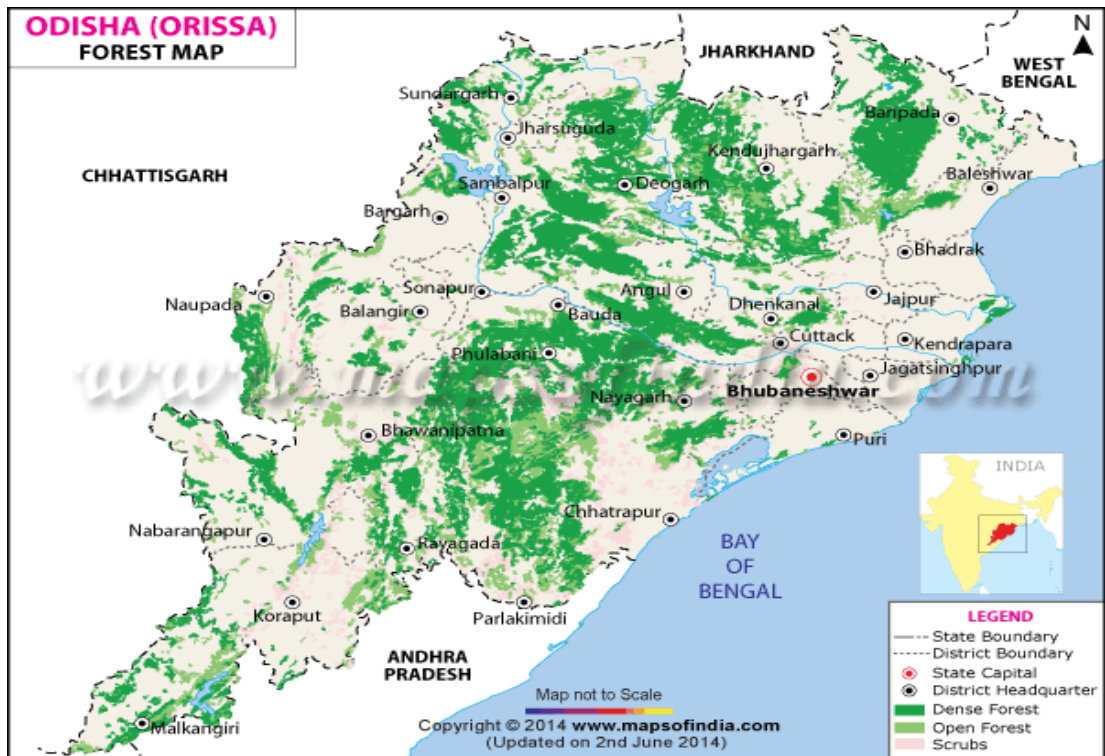 ODISHA (ORISSA)
FOREST MAP
N
JHARKHAND
WEST
BENGAL
CHHATTISGARH
Sundargarh
Jharsuguda
Baripada
Kendujhargarh
Sambalpur
Deogarh
Baleshwar
Bargarh
Bhadrak
Naupada
Sonapur
Balangir
Bauda
Angul
Dhenkanal
Jajpur
Cuttack
Kendrapara
Phulabani
Jagatsinghpur
Bhubaneshwar
Nayagarh
Bhawanipatna
Puri
INDIA
Chhatrapur
Nabarangapur
Rayagada
BAY
OF
BENGAL
Koraput
Parlakimidi
ANDHRA
PRADESH
Malkangiri
LEGEND
State Boundary
District Boundary
State Capital
District Headquarter
Dense Forest
Open Forest
Scrubs
Map not to Scale
Copyright © 2014 www.mapsofindia.com
(Updated on 2nd June 2014)